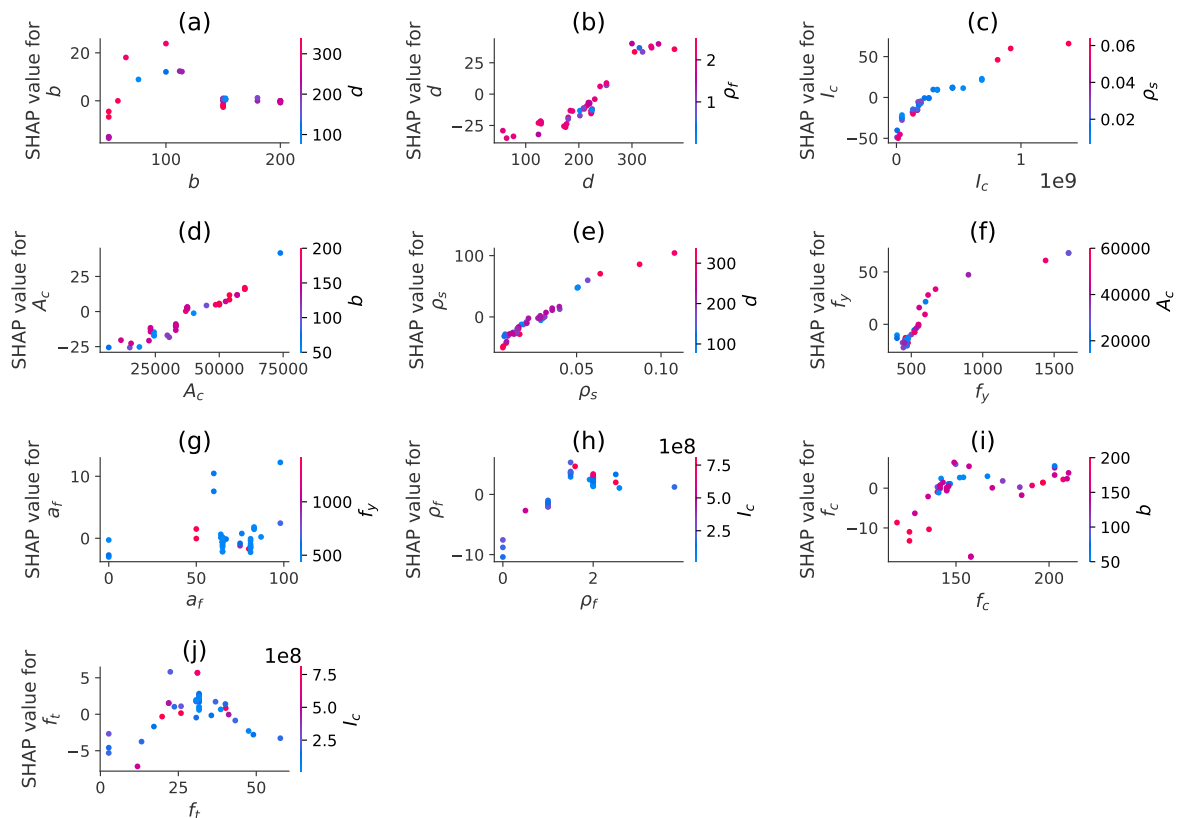 (a)
SHAP value for
b
20
0
100
200
b
300
200
100
d
(b)
SHAP value for
d
25
0
−25
100
200
300
d
2
1
ρf
(c)
SHAP value for
Ic
50
0
−50
0
1
1e9
Ic
0.06
0.04
0.02
ρs
(d)
SHAP value for
Ac
25
0
−25
25000
50000
75000
Ac
200
150
100
50
b
(e)
SHAP value for
ρs
100
0
0.05
0.10
ρs
300
200
100
d
(f)
SHAP value for
fy
50
0
500
1000
1500
fy
60000
40000
20000
Ac
(g)
SHAP value for
af
10
0
0
50
100
af
1000
500
fy
(h)
1e8
SHAP value for
ρf
0
−10
0
2
ρf
7.5
5.0
2.5
Ic
(i)
SHAP value for
fc
0
−10
150
200
fc
200
150
100
50
b
(j)
1e8
SHAP value for
ft
5
0
−5
0
25
50
ft
7.5
5.0
2.5
Ic